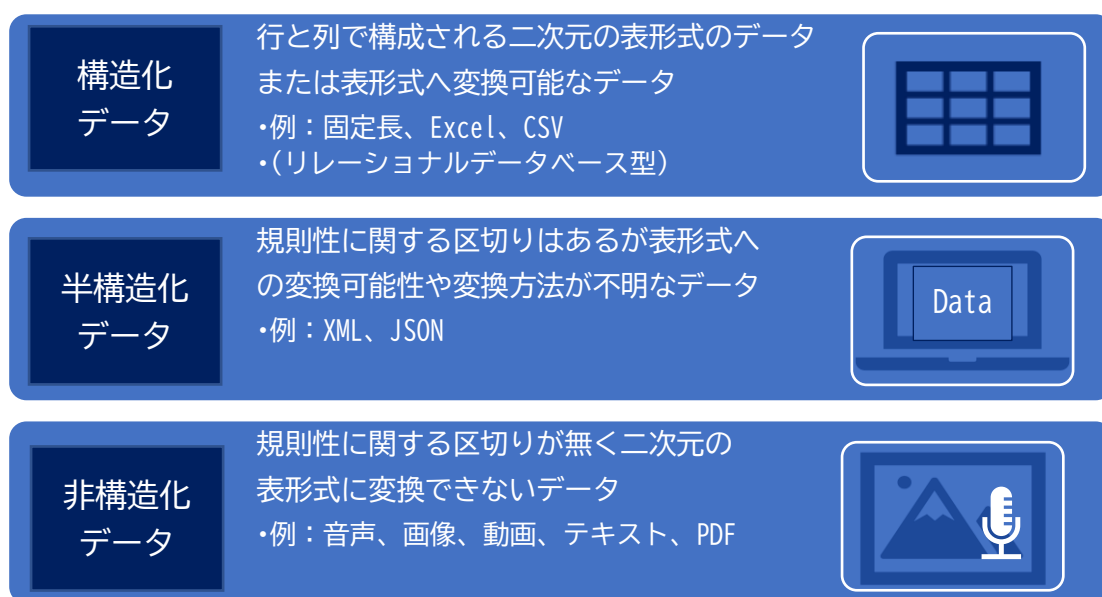 構造化
データ
行と列で構成される二次元の表形式のデータ
または表形式へ変換可能なデータ
•例：固定長、Excel、CSV
•(リレーショナルデータベース型)
半構造化
データ
規則性に関する区切りはあるが表形式へ
の変換可能性や変換方法が不明なデータ
•例：XML、JSON
Data
非構造化
データ
規則性に関する区切りが無く二次元の
表形式に変換できないデータ
•例：音声、画像、動画、テキスト、PDF